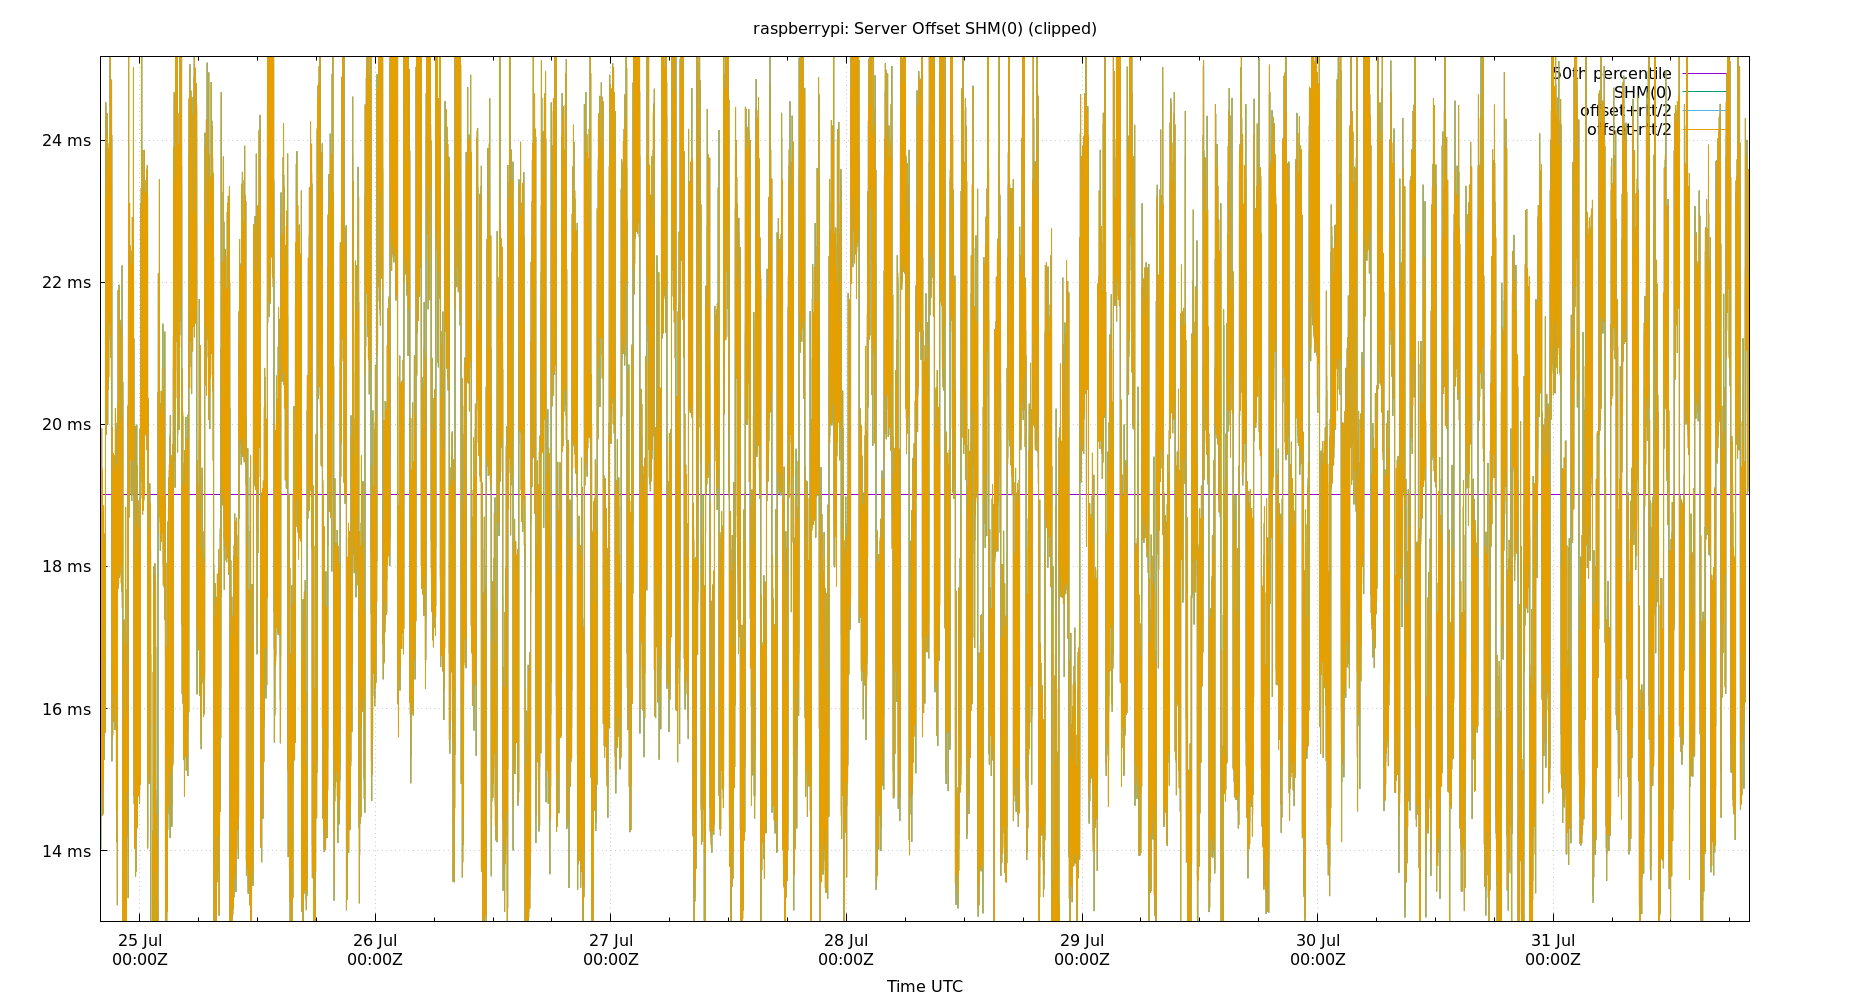 raspberrypi: Server Offset SHM(0) (clipped)
50th percentile
SHM(0)
offset+rtt/2
offset-rtt/2
24 ms
22 ms
20 ms
18 ms
16 ms
14 ms
25 Jul 26 Jul 27 Jul 28 Jul 29 Jul 30 Jul 31 Jul
00:00Z 00:00Z 00:00Z 00:00Z 00:00Z 00:00Z 00:00Z
Time UTC